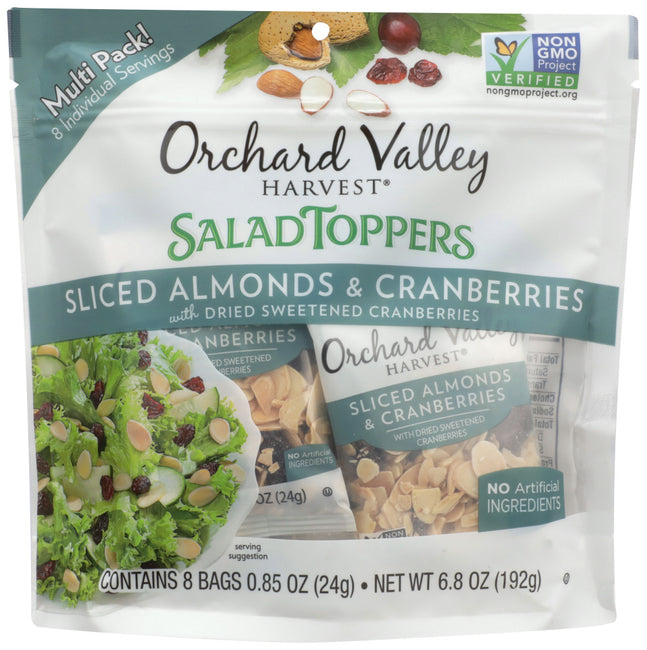 Multi Pack!
8 Individual Servings
NON
GMO
Project
VERIFIED
nongmoproject.org
Orchard Valley
HARVEST®
SALAD TOPPERS
SLICED ALMONDS & CRANBERRIES
with DRIED SWEETENED CRANBERRIES
CRANBERRIES
DRIED SWEETENED
CRANBERRIES
NO Artificial
INGREDIENTS
OZ (24g)
Orchard Valley
HARVEST®
SLICED ALMONDS
& CRANBERRIES
WITH DRIED SWEETENED
CRANBERRIES
NO Artificial
INGREDIENTS
NON
serving
suggestion
CONTAINS 8 BAGS 0.85 OZ (24g) • NET WT 6.8 OZ (192g)